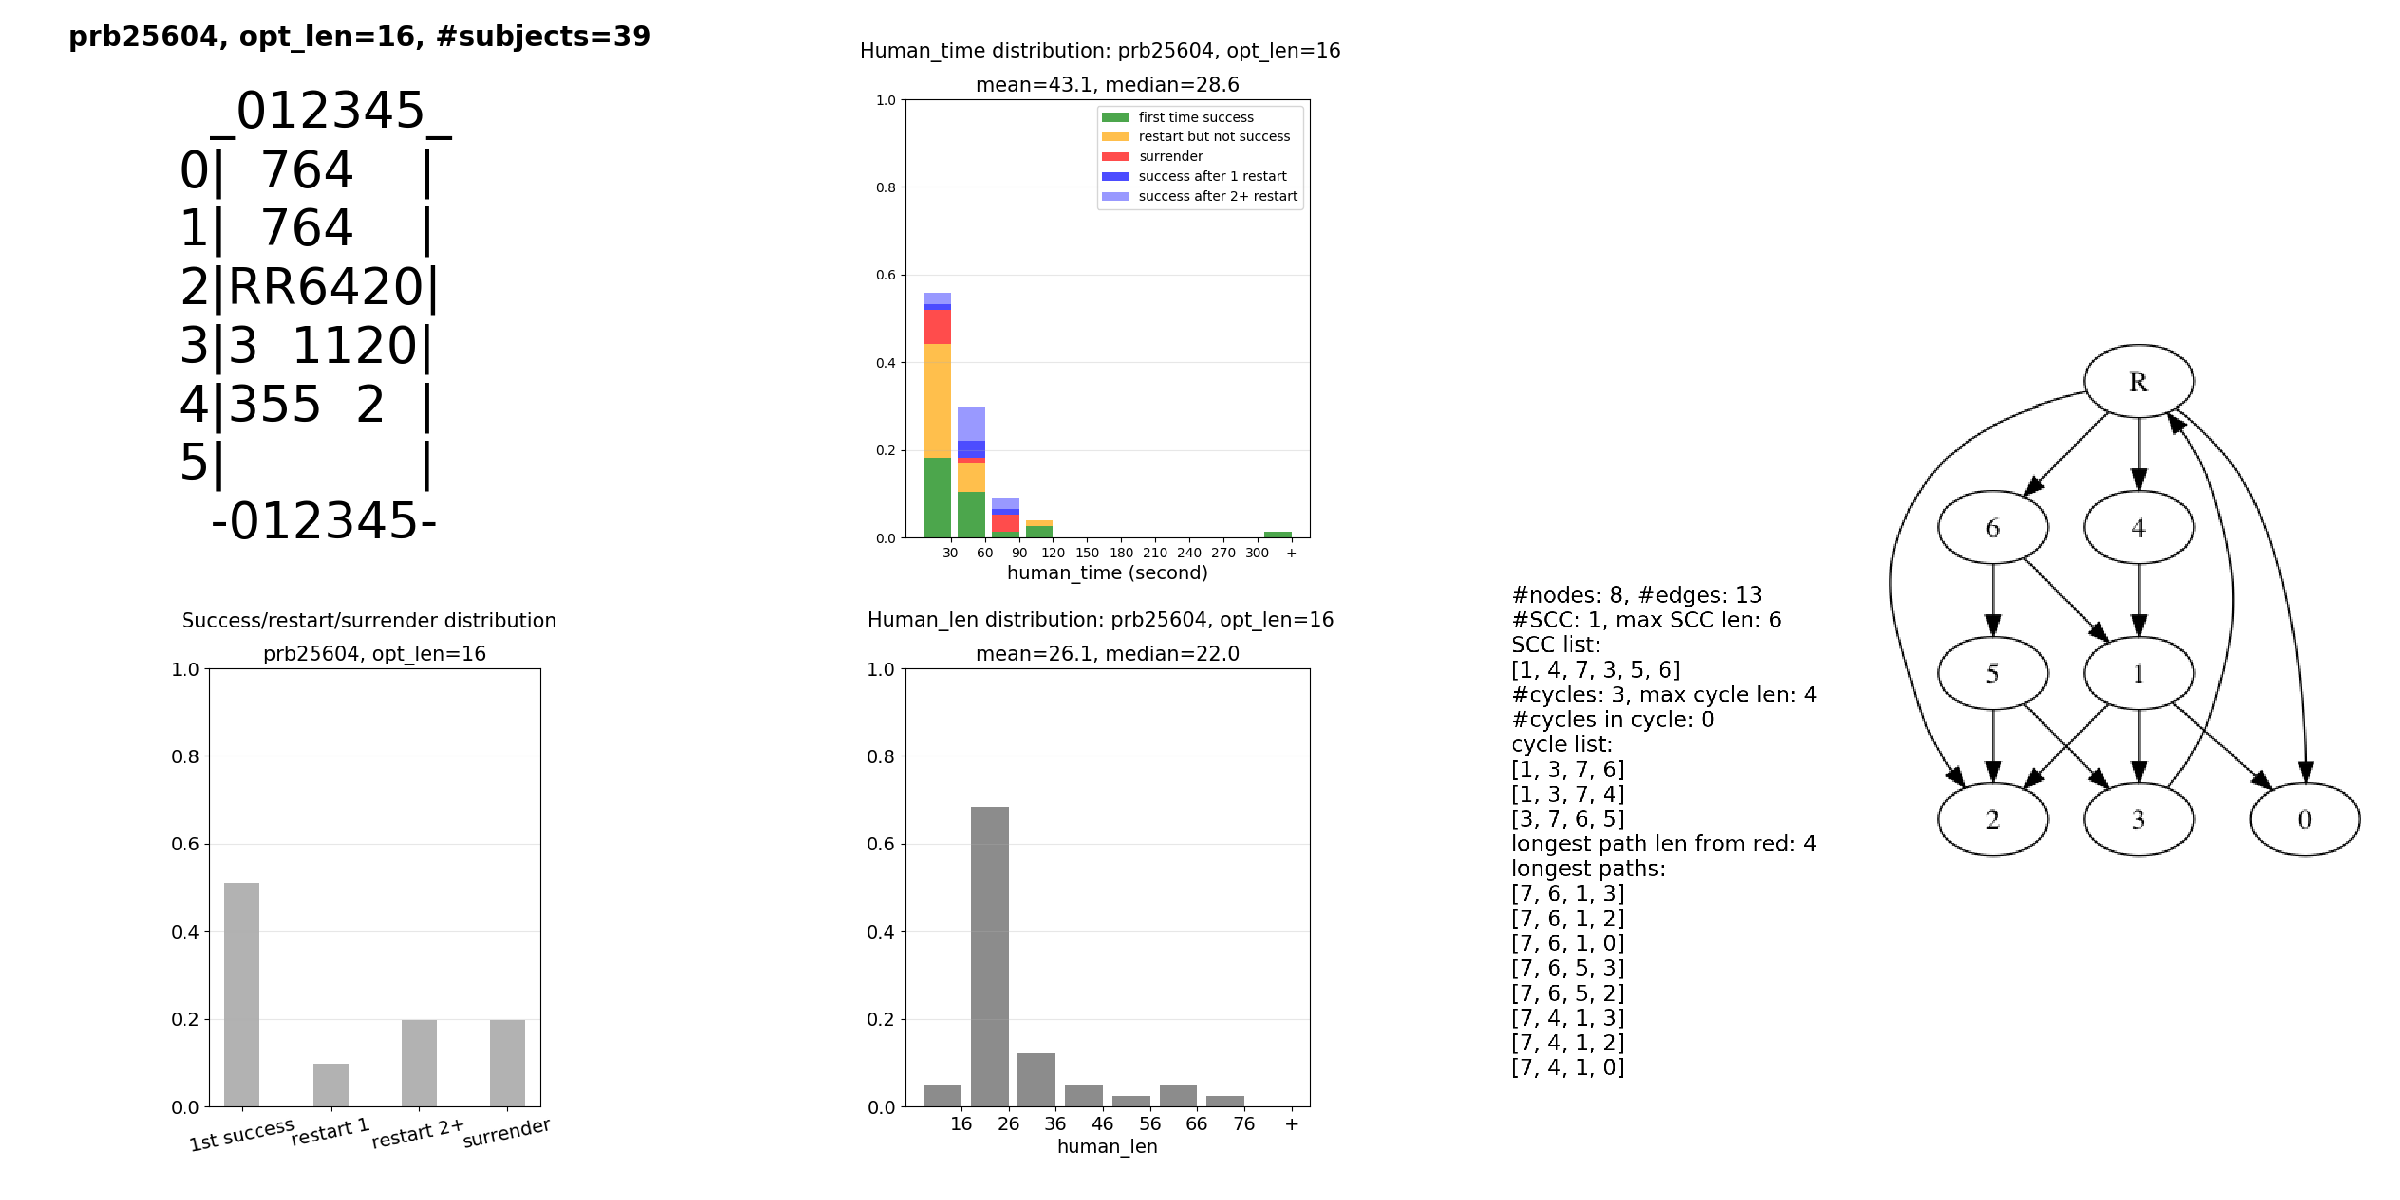 prb25604, opt_len=16, #subjects=39
_012345_
0| 764  |
1| 764  |
2|RR6420|
3|3 1120|
4|355 2 |
5|      |
-012345-
Human_time distribution: prb25604, opt_len=16
mean=43.1, median=28.6
1.0
0.8
0.6
0.4
0.2
0.0
first time success
restart but not success
surrender
success after 1 restart
success after 2+ restart
30 60 90 120 150 180 210 240 270 300 +
human_time (second)
Success/restart/surrender distribution
prb25604, opt_len=16
1.0
0.8
0.6
0.4
0.2
0.0
1st success restart 1 restart 2+ surrender
Human_len distribution: prb25604, opt_len=16
mean=26.1, median=22.0
1.0
0.8
0.6
0.4
0.2
0.0
16 26 36 46 56 66 76 +
human_len
#nodes: 8, #edges: 13
#SCC: 1, max SCC len: 6
SCC list:
[1, 4, 7, 3, 5, 6]
#cycles: 3, max cycle len: 4
#cycles in cycle: 0
cycle list:
[1, 3, 7, 6]
[1, 3, 7, 4]
[3, 7, 6, 5]
longest path len from red: 4
longest paths:
[7, 6, 1, 3]
[7, 6, 1, 2]
[7, 6, 1, 0]
[7, 6, 5, 3]
[7, 6, 5, 2]
[7, 4, 1, 3]
[7, 4, 1, 2]
[7, 4, 1, 0]
R
6 4
5 1
2 3 0